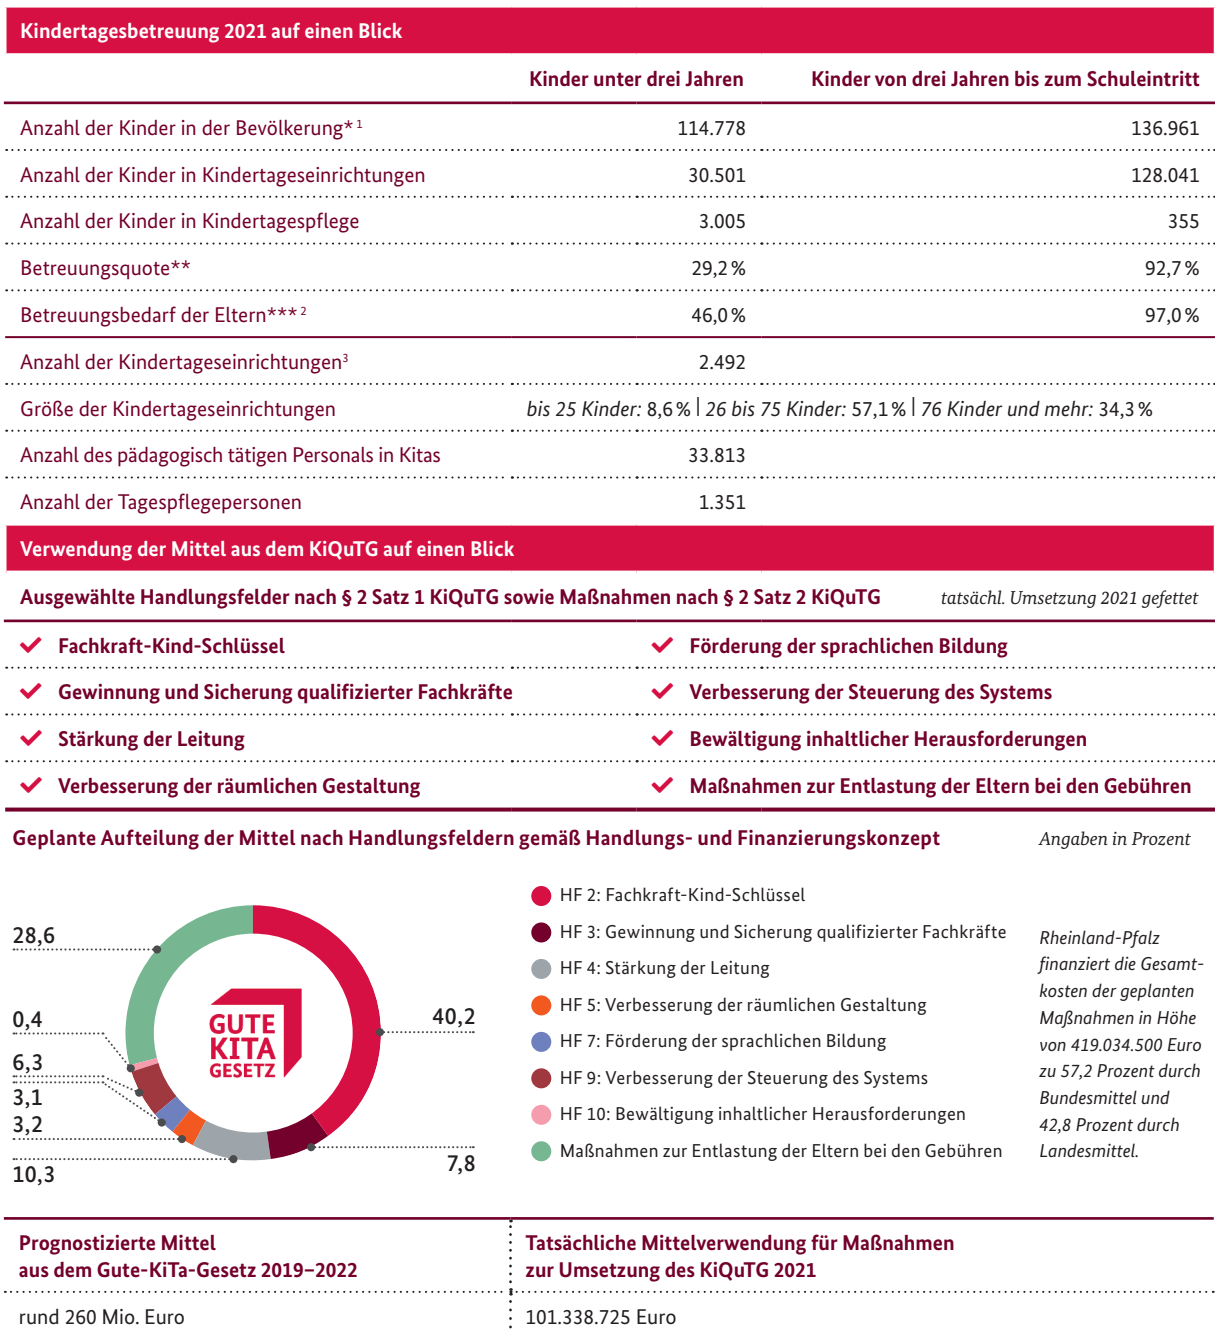 Kindertagesbetreuung 2021 auf einen Blick
Kinder unter drei Jahren Kinder von drei Jahren bis zum Schuleintritt
Anzahl der Kinder in der Bevölkerung*¹ 114.778 136.961
Anzahl der Kinder in Kindertageseinrichtungen 30.501 128.041
Anzahl der Kinder in Kindertagespflege 3.005 355
Betreuungsquote** 29,2 % 92,7 %
Betreuungsbedarf der Eltern***² 46,0 % 97,0 %
Anzahl der Kindertageseinrichtungen³ 2.492
Größe der Kindertageseinrichtungen bis 25 Kinder: 8,6 % | 26 bis 75 Kinder: 57,1 % | 76 Kinder und mehr: 34,3 %
Anzahl des pädagogisch tätigen Personals in Kitas 33.813
Anzahl der Tagespflegepersonen 1.351
Verwendung der Mittel aus dem KiQuTG auf einen Blick
Ausgewählte Handlungsfelder nach § 2 Satz 1 KiQuTG sowie Maßnahmen nach § 2 Satz 2 KiQuTG tatsächl. Umsetzung 2021 gefettet
Fachkraft-Kind-Schlüssel Förderung der sprachlichen Bildung
Gewinnung und Sicherung qualifizierter Fachkräfte Verbesserung der Steuerung des Systems
Stärkung der Leitung Bewältigung inhaltlicher Herausforderungen
Verbesserung der räumlichen Gestaltung Maßnahmen zur Entlastung der Eltern bei den Gebühren
Geplante Aufteilung der Mittel nach Handlungsfeldern gemäß Handlungs- und Finanzierungskonzept Angaben in Prozent
28,6
0,4
6,3
3,1
3,2
10,3
40,2
7,8
GUTE
KITA
GESETZ
HF 2: Fachkraft-Kind-Schlüssel
HF 3: Gewinnung und Sicherung qualifizierter Fachkräfte
HF 4: Stärkung der Leitung
HF 5: Verbesserung der räumlichen Gestaltung
HF 7: Förderung der sprachlichen Bildung
HF 9: Verbesserung der Steuerung des Systems
HF 10: Bewältigung inhaltlicher Herausforderungen
Maßnahmen zur Entlastung der Eltern bei den Gebühren
Rheinland-Pfalz
finanziert die Gesamt-
kosten der geplanten
Maßnahmen in Höhe
von 419.034.500 Euro
zu 57,2 Prozent durch
Bundesmittel und
42,8 Prozent durch
Landesmittel.
Prognostizierte Mittel
aus dem Gute-KiTa-Gesetz 2019–2022
rund 260 Mio. Euro
Tatsächliche Mittelverwendung für Maßnahmen
zur Umsetzung des KiQuTG 2021
101.338.725 Euro